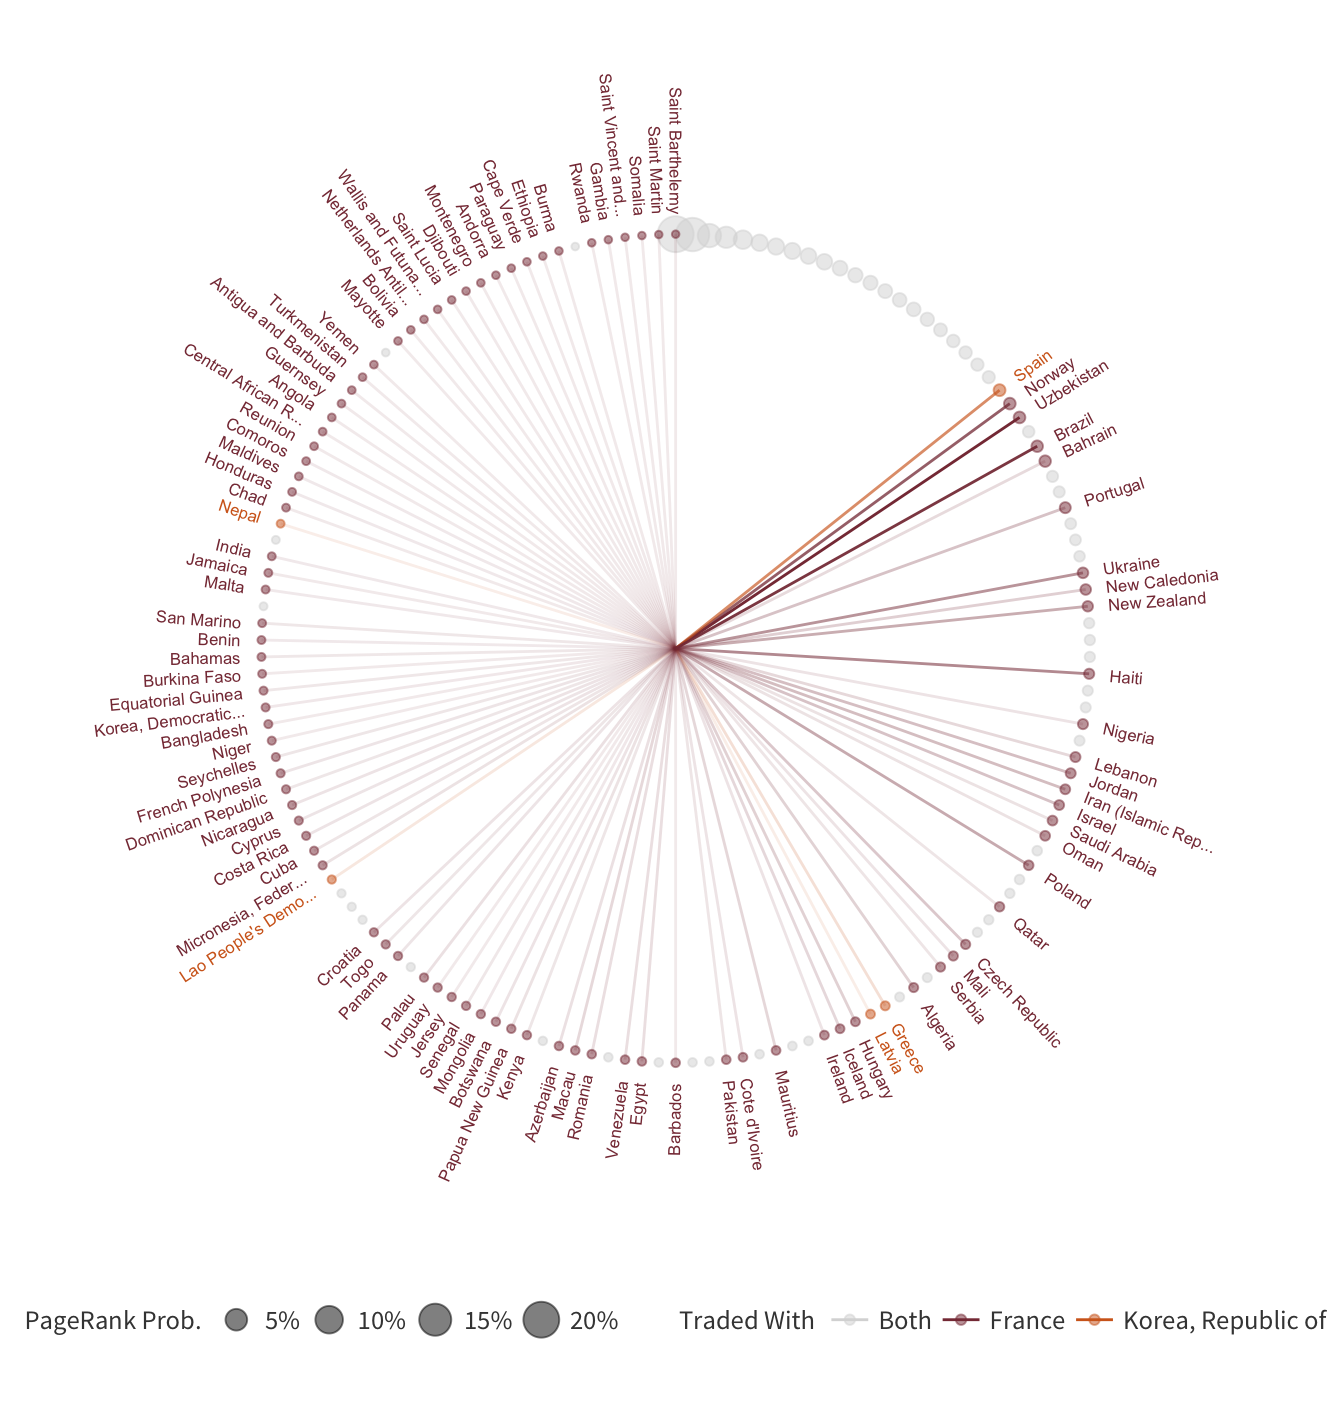 Saint Barthelemy
Spain
Norway
Uzbekistan
Brazil
Bahrain
Portugal
Ukraine
New Caledonia
New Zealand
Haiti
Nigeria
Lebanon
Jordan
Iran (Islamic Rep...
Israel
Saudi Arabia
Oman
Poland
Qatar
Czech Republic
Mali
Serbia
Algeria
Greece
Latvia
Hungary
Iceland
Ireland
Mauritius
Cote d'Ivoire
Pakistan
Barbados
Egypt
Venezuela
Romania
Macau
Azerbaijan
Kenya
Papua New Guinea
Botswana
Mongolia
Senegal
Jersey
Uruguay
Palau
Panama
Togo
Croatia
Lao People's Demo...
Micronesia, Feder...
Cuba
Costa Rica
Cyprus
Nicaragua
Dominican Republic
French Polynesia
Seychelles
Niger
Bangladesh
Korea, Democratic...
Equatorial Guinea
Burkina Faso
Bahamas
Benin
San Marino
Malta
Jamaica
India
Nepal
Chad
Honduras
Maldives
Comoros
Reunion
Central African R...
Angola
Guernsey
Antigua and Barbuda
Turkmenistan
Yemen
Mayotte
Bolivia
Netherlands Antil...
Wallis and Futuna...
Saint Lucia
Djibouti
Montenegro
Andorra
Paraguay
Cape Verde
Ethiopia
Burma
Rwanda
Gambia
Saint Vincent and...
Somalia
Saint Martin
PageRank Prob. 5% 10% 15% 20% Traded With Both France Korea, Republic of